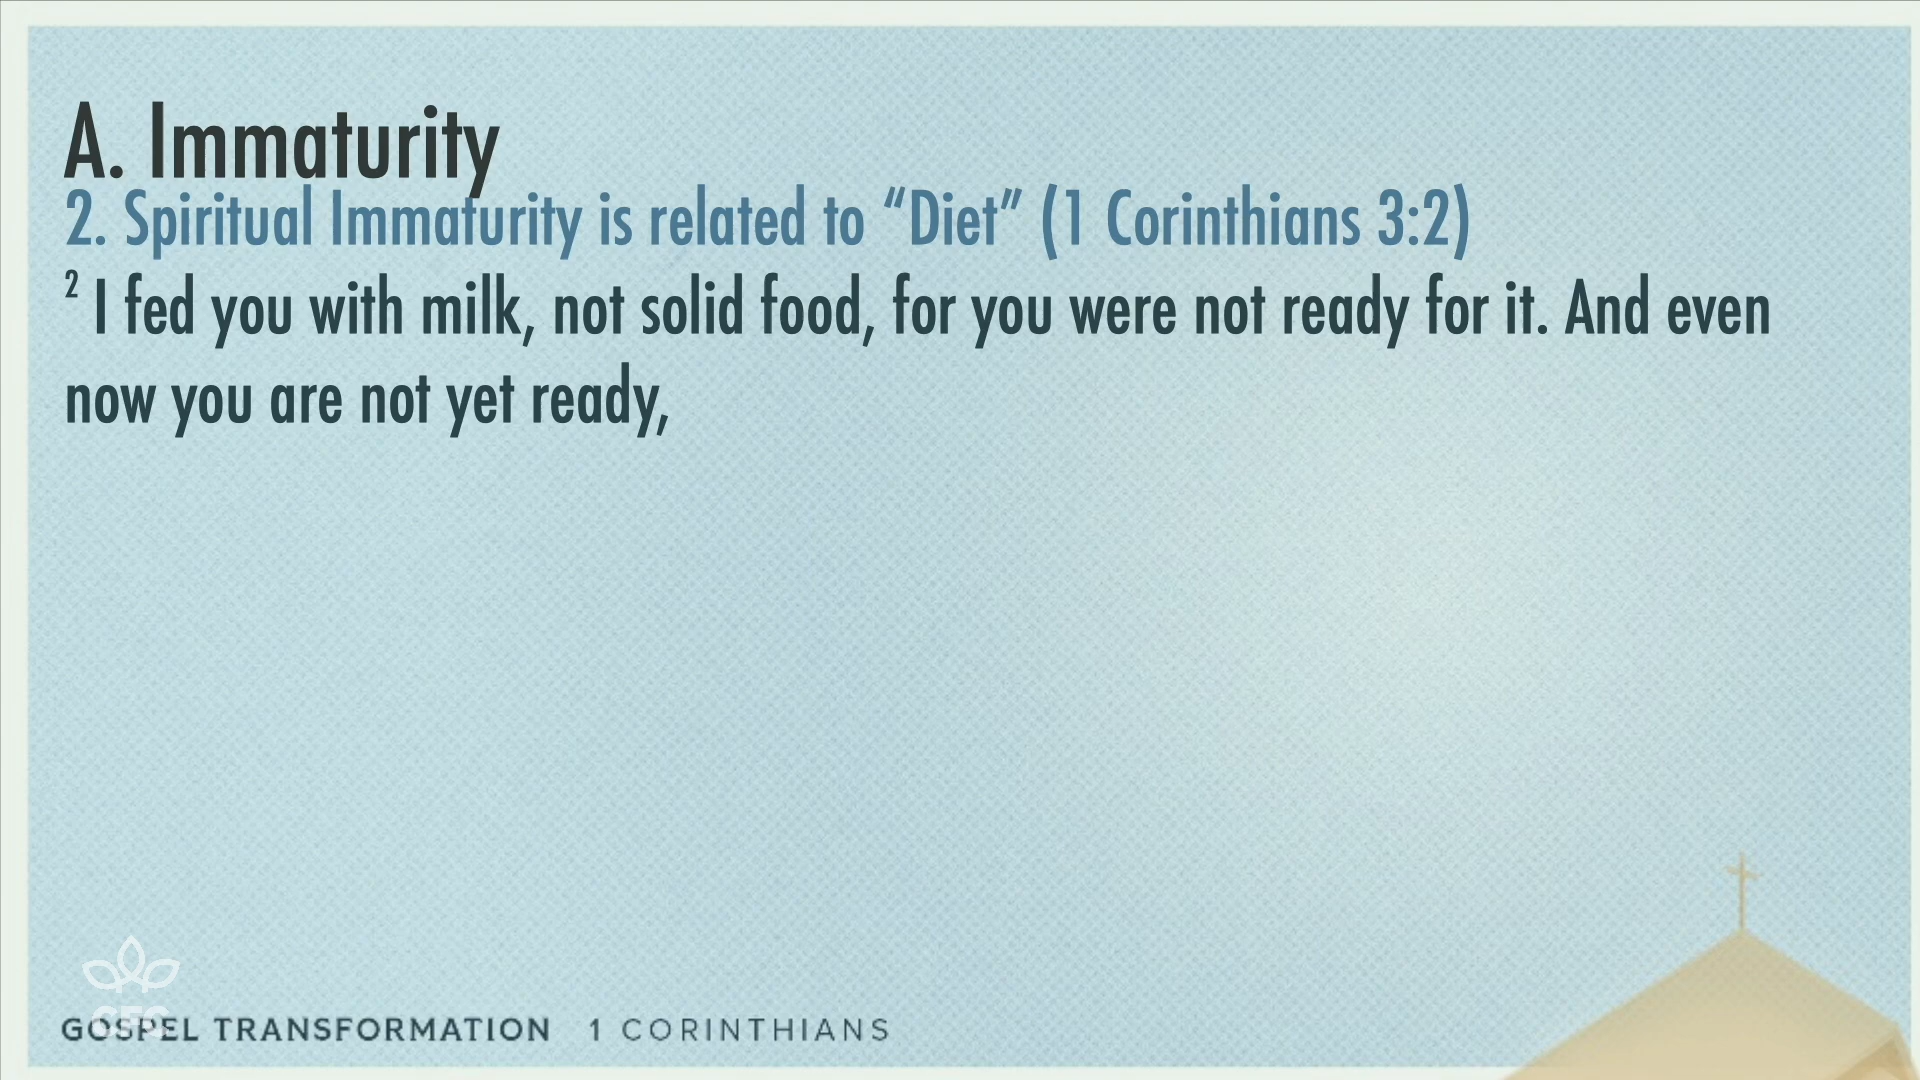 A. Immaturity
2. Spiritual Immaturity is related to “Diet” (1 Corinthians 3:2)
2 I fed you with milk, not solid food, for you were not ready for it. And even
now you are not yet ready,
CFC
GOSPEL TRANSFORMATION 1 CORINTHIANS